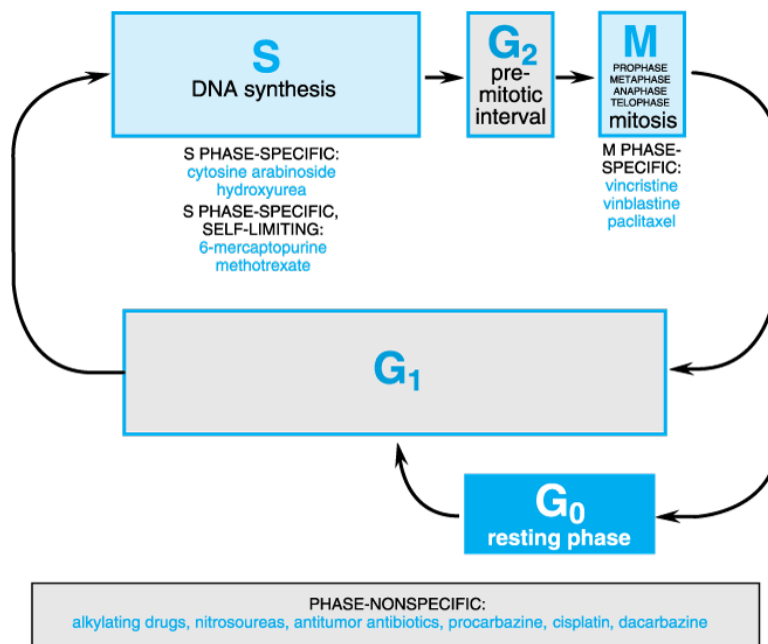 S
DNA synthesis
G₂
pre-
mitotic
interval
M
PROPHASE
METAPHASE
ANAPHASE
TELOPHASE
mitosis
S PHASE-SPECIFIC:
cytosine arabinoside
hydroxyurea
S PHASE-SPECIFIC,
SELF-LIMITING:
6-mercaptopurine
methotrexate
M PHASE-
SPECIFIC:
vincristine
vinblastine
paclitaxel
G₁
G₀
resting phase
PHASE-NONSPECIFIC:
alkylating drugs, nitrosoureas, antitumor antibiotics, procarbazine, cisplatin, dacarbazine